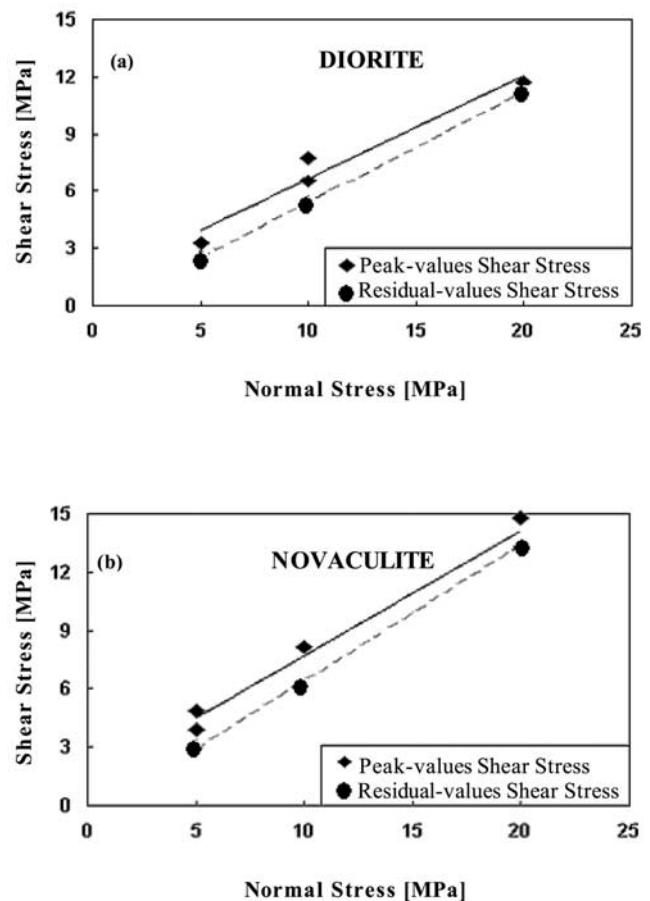 15
(a)
DIORITE
12
9
6
3
0
Shear Stress [MPa]
Peak-values Shear Stress
Residual-values Shear Stress
0 5 10 15 20 25
Normal Stress [MPa]
15
(b)
NOVACULITE
12
9
6
3
0
Shear Stress [MPa]
Peak-values Shear Stress
Residual-values Shear Stress
0 5 10 15 20 25
Normal Stress [MPa]